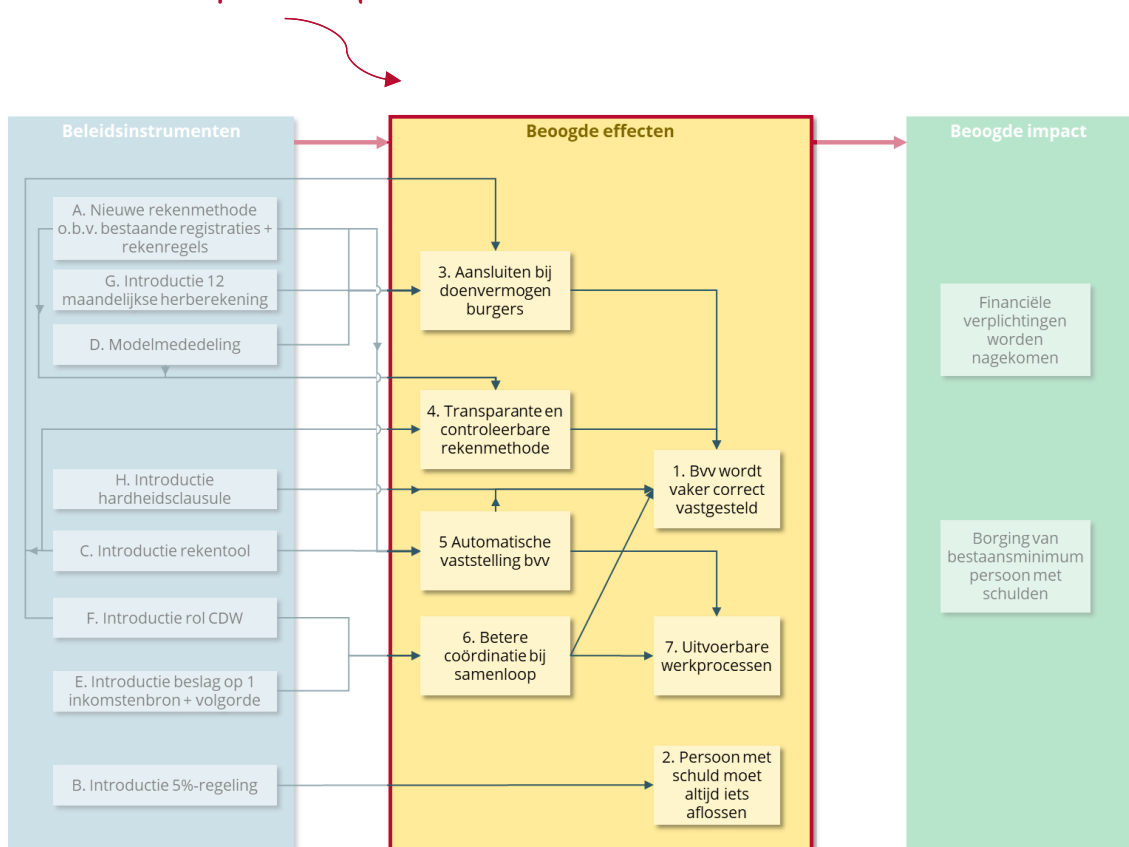 Beleidsinstrumenten
A. Nieuwe rekenmethode
o.b.v. bestaande registraties +
rekenregels
G. Introductie 12
maandelijkse herberekening
D. Modelmededeling
H. Introductie
hardheidsclausule
C. Introductie rekentool
F. Introductie rol CDW
E. Introductie beslag op 1
inkomstenbron + volgorde
B. Introductie 5%-regeling
Beoogde effecten
3. Aansluiten bij
doenvermogen
burgers
4. Transparante en
controleerbare
rekenmethode
1. Bvv wordt
vaker correct
vastgesteld
5 Automatische
vaststelling bvv
6. Betere
coördinatie bij
samenloop
7. Uitvoerbare
werkprocessen
2. Persoon met
schuld moet
altijd iets
aflossen
Beoogde impact
Financiële
verplichtingen
worden
nagekomen
Borging van
bestaansminimum
persoon met
schulden